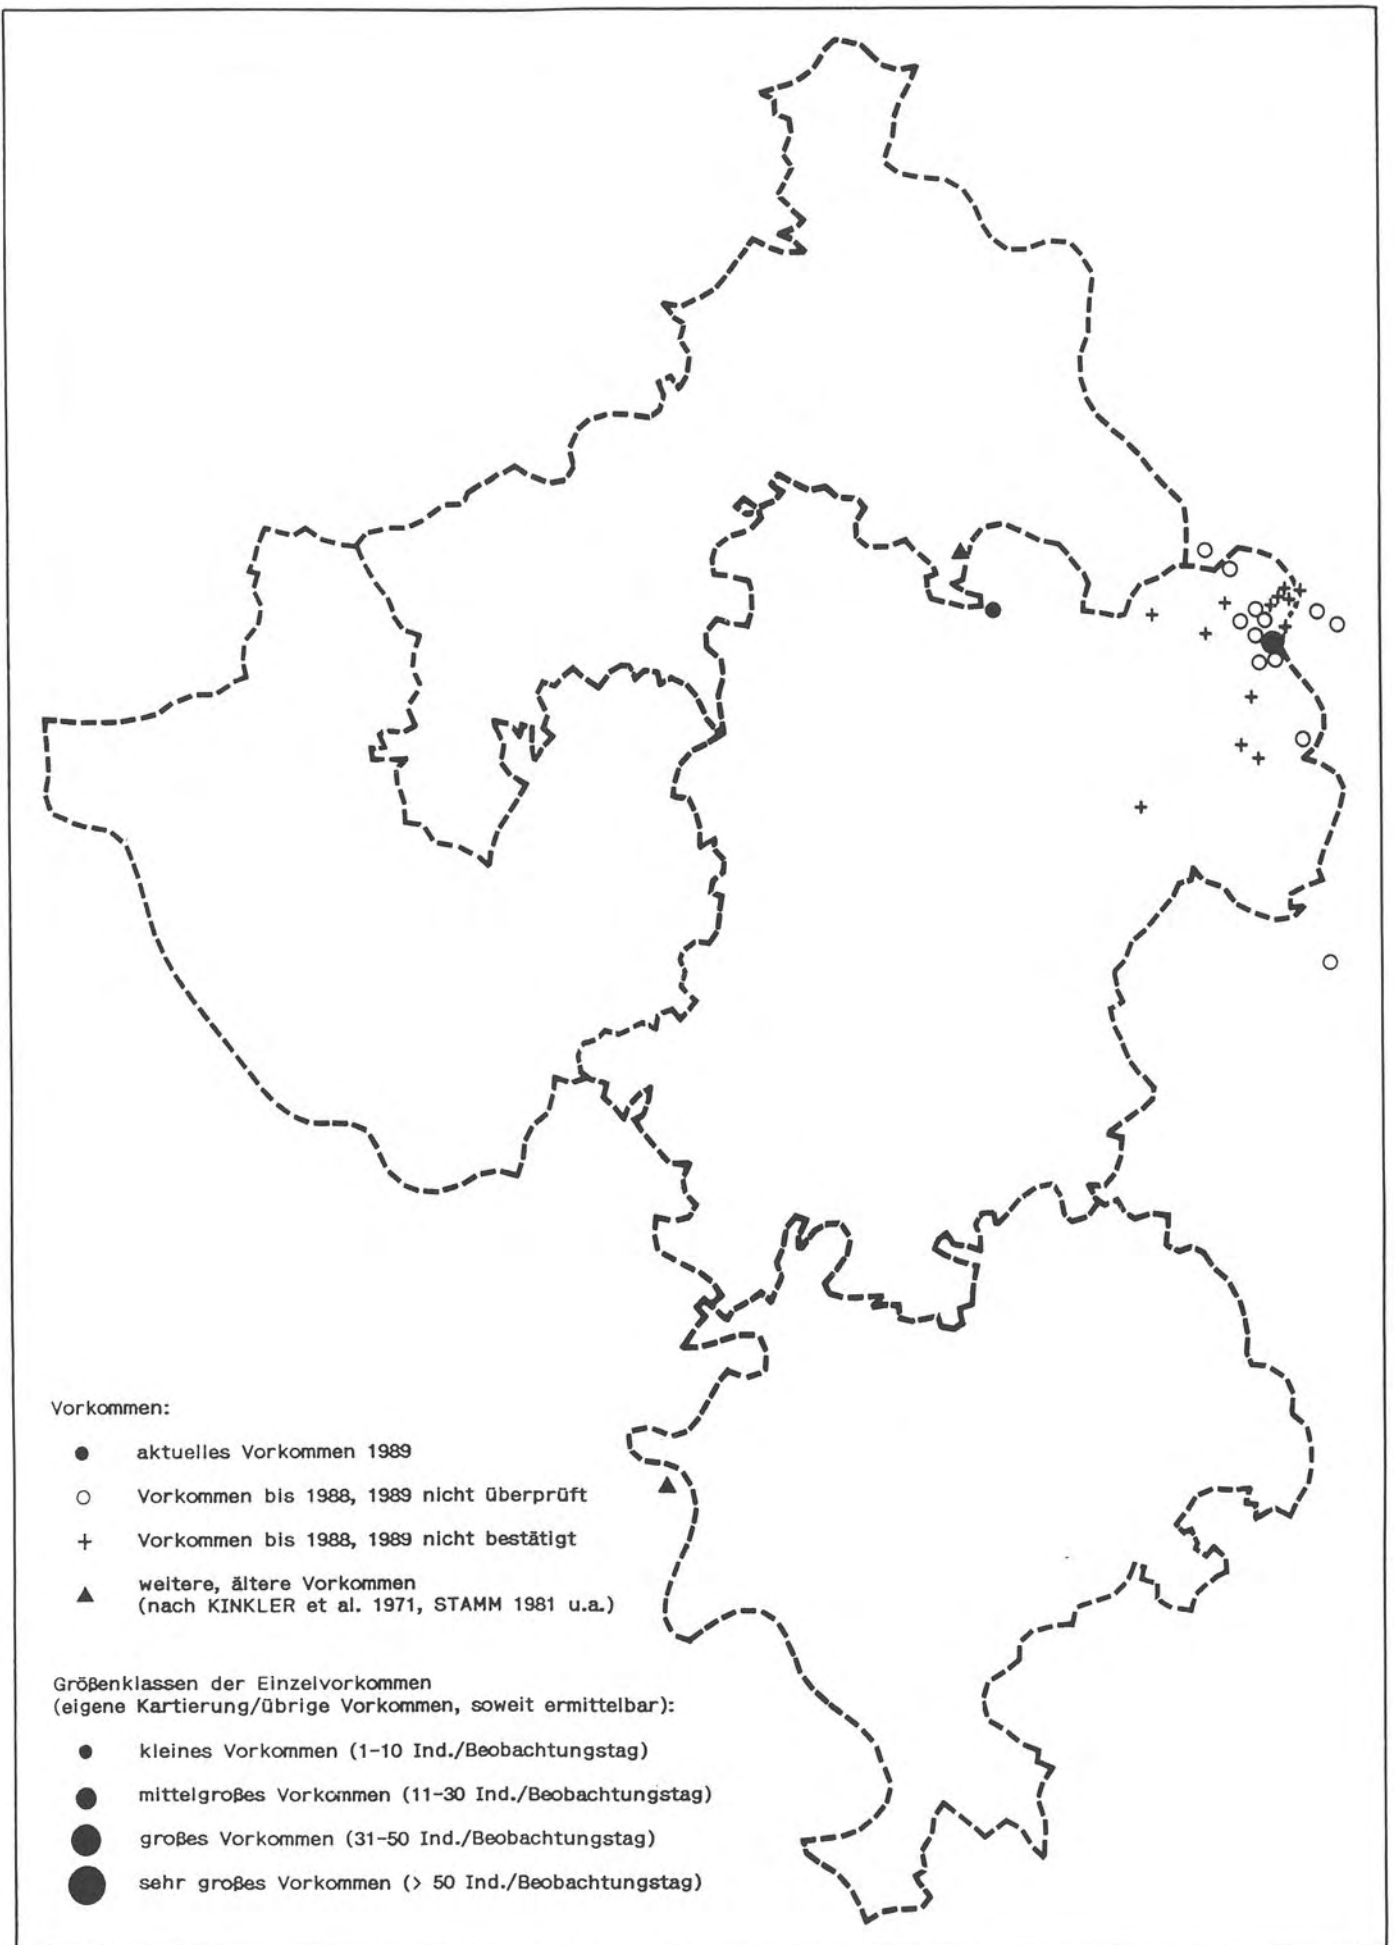 Vorkommen:
aktuelles Vorkommen 1989
Vorkommen bis 1988, 1989 nicht überprüft
Vorkommen bis 1988, 1989 nicht bestätigt
weitere, ältere Vorkommen
(nach KINKLER et al. 1971, STAMM 1981 u.a.)
Größenklassen der Einzelvorkommen
(eigene Kartierung/übrige Vorkommen, soweit ermittelbar):
kleines Vorkommen (1-10 Ind./Beobachtungstag)
mittelgroßes Vorkommen (11-30 Ind./Beobachtungstag)
großes Vorkommen (31-50 Ind./Beobachtungstag)
sehr großes Vorkommen (> 50 Ind./Beobachtungstag)